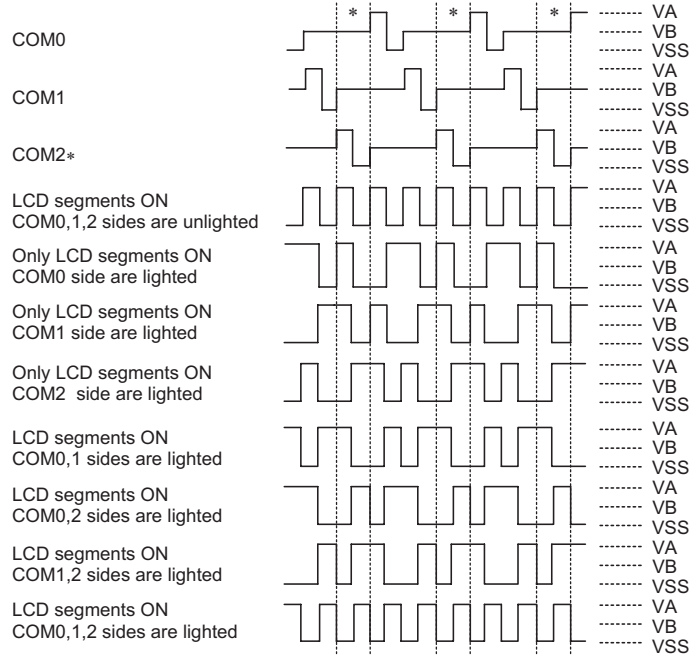 * * *
VA
COM0 VB
VSS
VA
COM1 VB
VSS
VA
COM2* VB
VSS
LCD segments ON VA
COM0,1,2 sides are unlighted VB
VSS
Only LCD segments ON VA
COM0 side are lighted VB
VSS
Only LCD segments ON VA
COM1 side are lighted VB
VSS
Only LCD segments ON VA
COM2 side are lighted VB
VSS
LCD segments ON VA
COM0,1 sides are lighted VB
VSS
LCD segments ON VA
COM0,2 sides are lighted VB
VSS
LCD segments ON VA
COM1,2 sides are lighted VB
VSS
LCD segments ON VA
COM0,1,2 sides are lighted VB
VSS